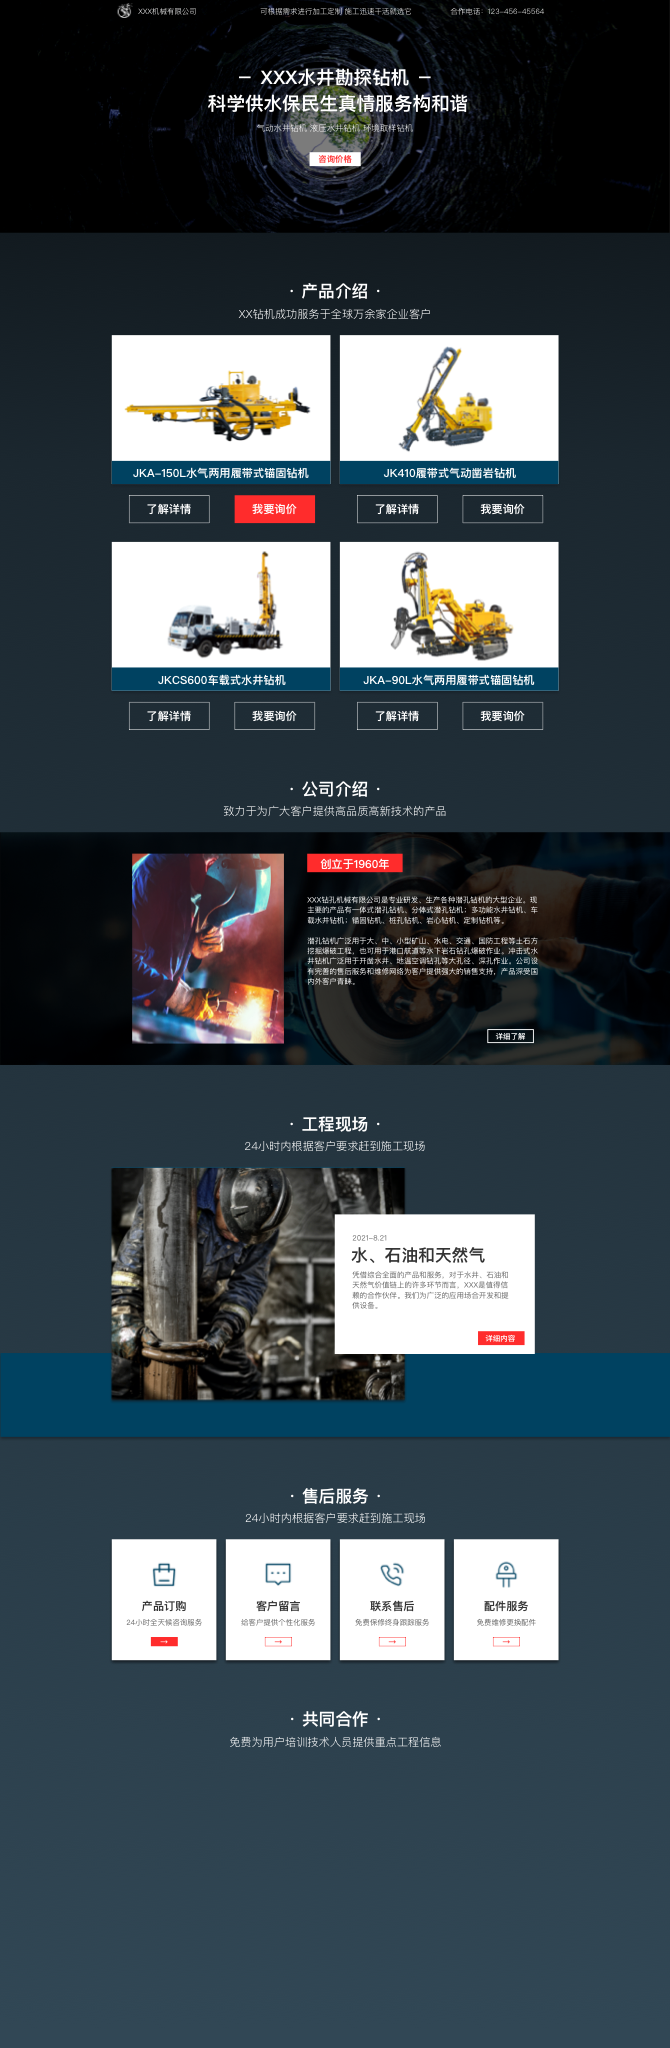 XXX机械有限公司
可根据需求进行加工定制 施工迅速干活就选它
合作电话：123-456-45564
— XXX水井勘探钻机 —
科学供水保民生真情服务构和谐
气动水井钻机 液压水井钻机 环境取样钻机
咨询价格
· 产品介绍 ·
XX钻机成功服务于全球万余家企业客户
JKA-150L水气两用履带式锚固钻机
JK410履带式气动凿岩钻机
了解详情
我要询价
了解详情
我要询价
JKCS600车载式水井钻机
JKA-90L水气两用履带式锚固钻机
了解详情
我要询价
了解详情
我要询价
· 公司介绍 ·
致力于为广大客户提供高品质高新技术的产品
创立于1960年
XXX钻孔机械有限公司是专业研发、生产各种潜孔钻机的大型企业。现
主要的产品有一体式潜孔钻机、分体式潜孔钻机；多功能水井钻机、车
载水井钻机；锚固钻机、桩孔钻机、岩心钻机、定制钻机等。
潜孔钻机广泛用于大、中、小型矿山、水电、交通、国防工程等土石方
挖掘爆破工程，也可用于港口航道等水下岩石钻孔爆破作业。冲击式水
井钻机广泛用于开凿水井、地温空调钻孔等大孔径、深孔作业。公司设
有完善的售后服务和维修网络为客户提供强大的销售支持，产品深受国
内外客户青睐。
详细了解
· 工程现场 ·
24小时内根据客户要求赶到施工现场
2021-8.21
水、石油和天然气
凭借综合全面的产品和服务，对于水井、石油和
天然气价值链上的许多环节而言，XXX是值得信
赖的合作伙伴。我们为广泛的应用场合开发和提
供设备。
详细内容
· 售后服务 ·
24小时内根据客户要求赶到施工现场
产品订购
24小时全天候咨询服务
→
客户留言
给客户提供个性化服务
→
联系售后
免费保修终身跟踪服务
→
配件服务
免费维修更换配件
→
· 共同合作 ·
免费为用户培训技术人员提供重点工程信息